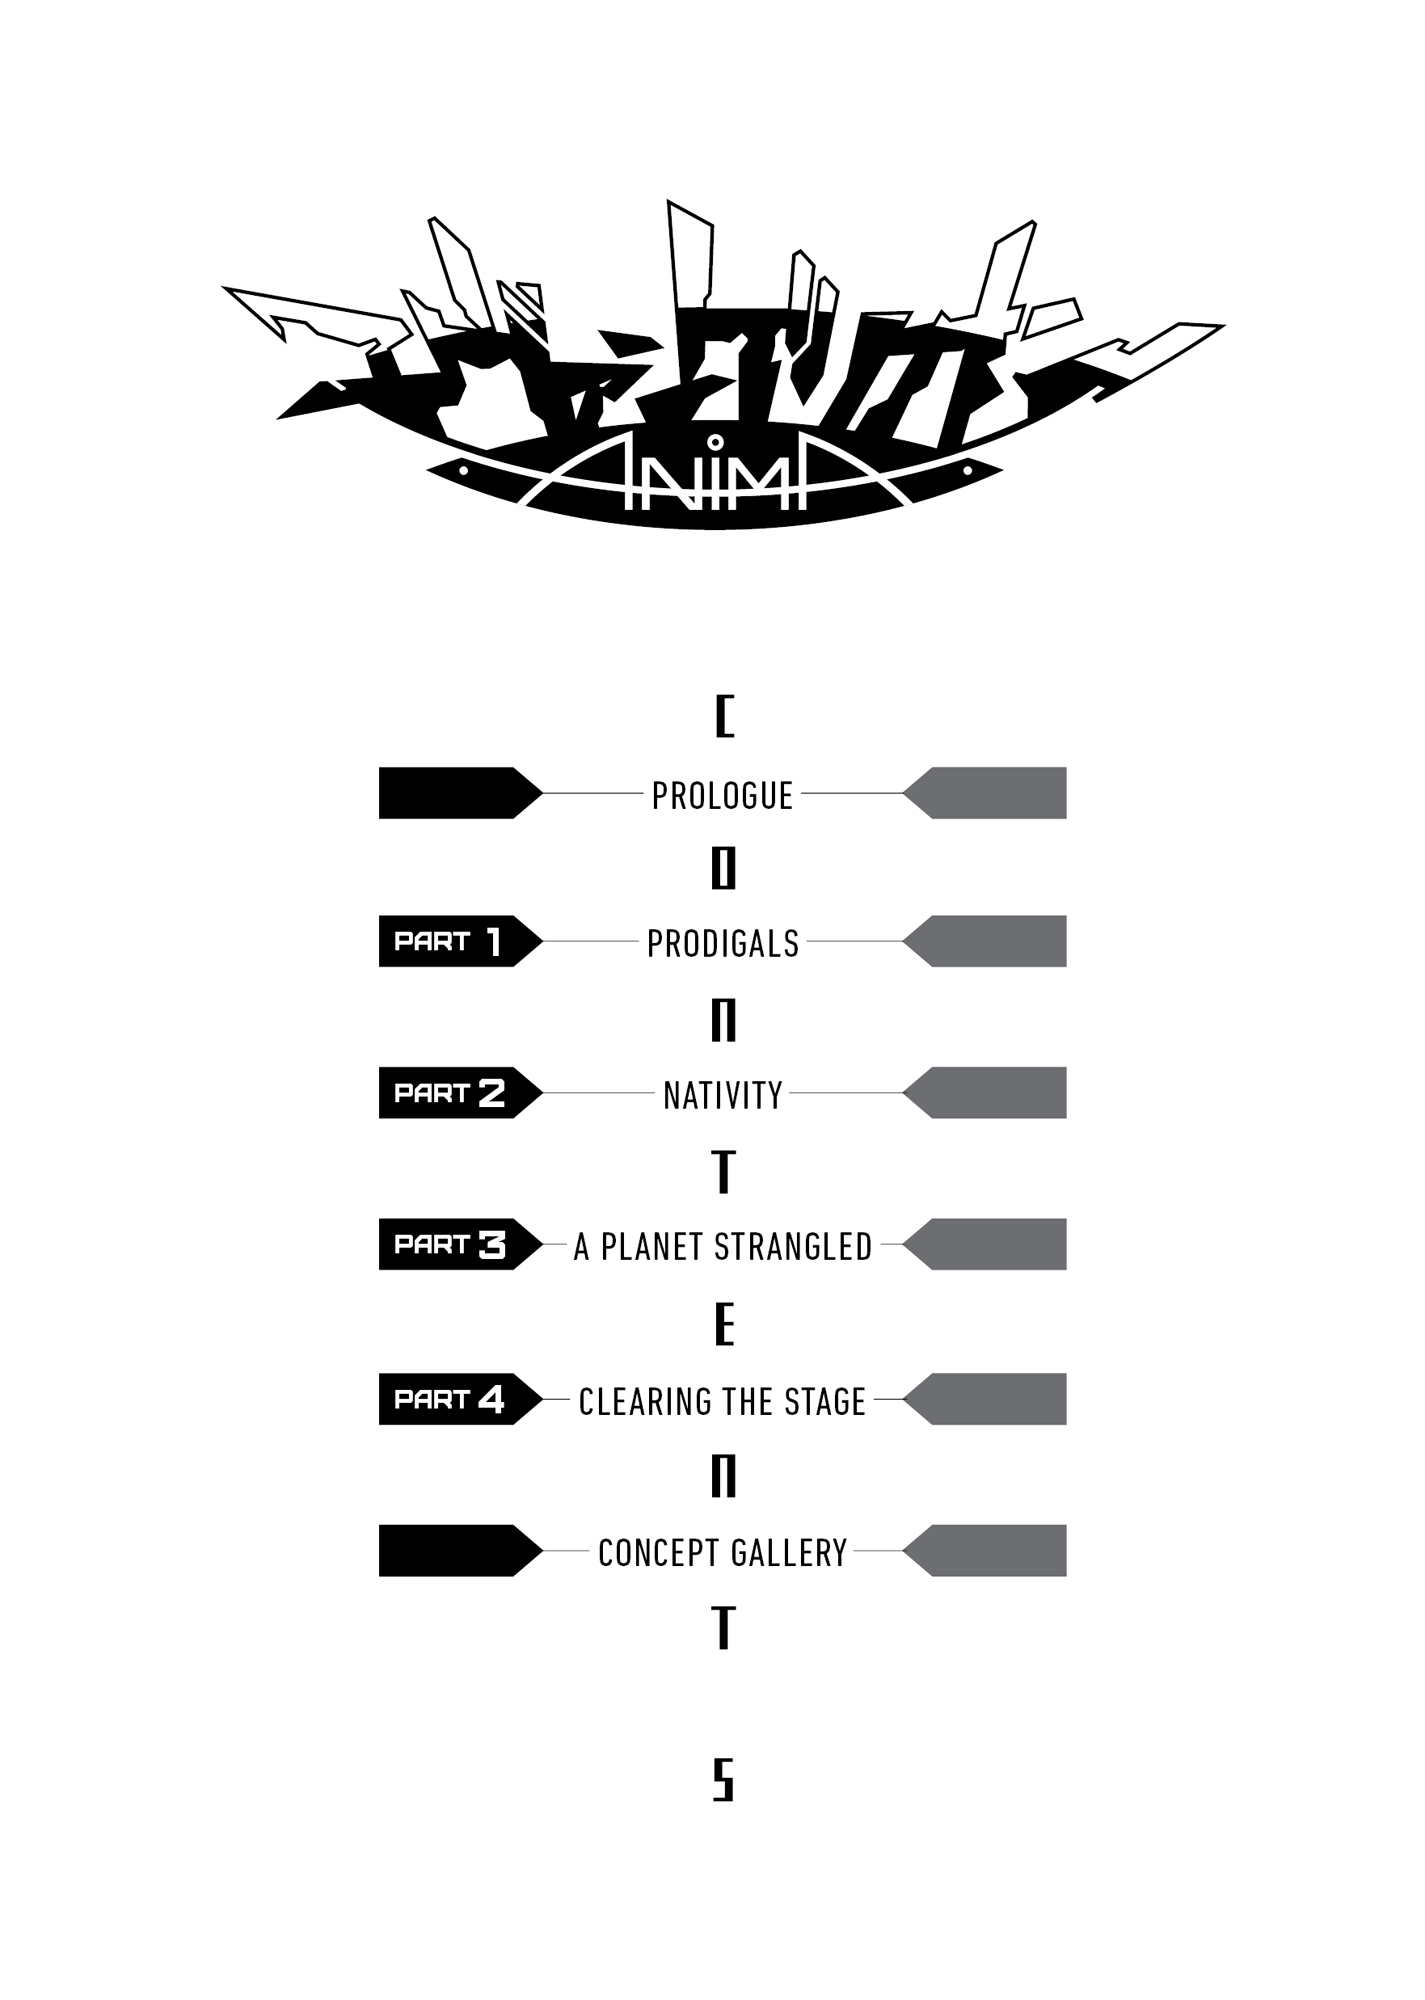 ANiMA
C
PROLOGUE
O
PART 1 PRODIGALS
N
PART 2 NATIVITY
T
PART 3 A PLANET STRANGLED
E
PART 4 CLEARING THE STAGE
N
CONCEPT GALLERY
T
S